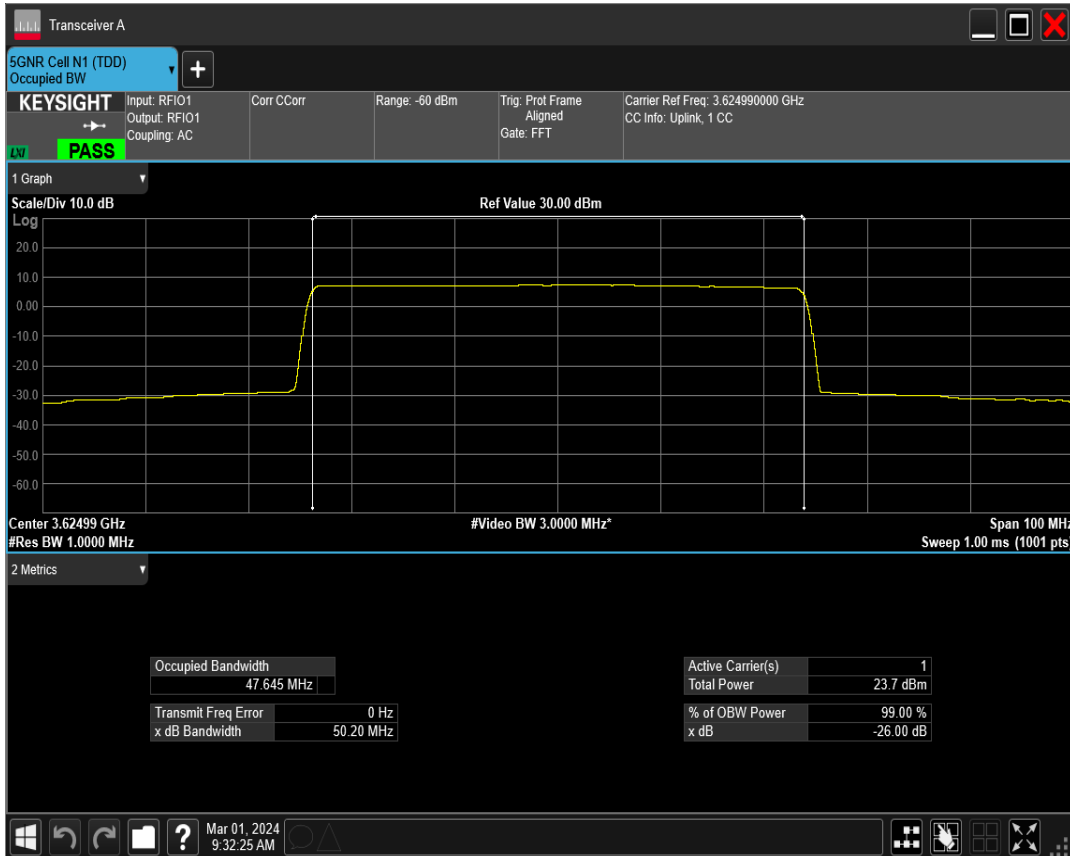 Transceiver A
5GNR Cell N1 (TDD)
Occupied BW
+
KEYSIGHT
LXI
PASS
Input: RFIO1
Output: RFIO1
Coupling: AC
Corr CCorr
Range: -60 dBm
Trig: Prot Frame
Aligned
Gate: FFT
Carrier Ref Freq: 3.624990000 GHz
CC Info: Uplink, 1 CC
1 Graph
Scale/Div 10.0 dB
Ref Value 30.00 dBm
Log
20.0
10.0
0.00
-10.0
-20.0
-30.0
-40.0
-50.0
-60.0
Center 3.62499 GHz
#Video BW 3.0000 MHz*
Span 100 MHz
#Res BW 1.0000 MHz
Sweep 1.00 ms (1001 pts)
2 Metrics
Occupied Bandwidth
47.645 MHz
Transmit Freq Error 0 Hz
x dB Bandwidth 50.20 MHz
Active Carrier(s) 1
Total Power 23.7 dBm
% of OBW Power 99.00 %
x dB -26.00 dB
?
Mar 01, 2024
9:32:25 AM